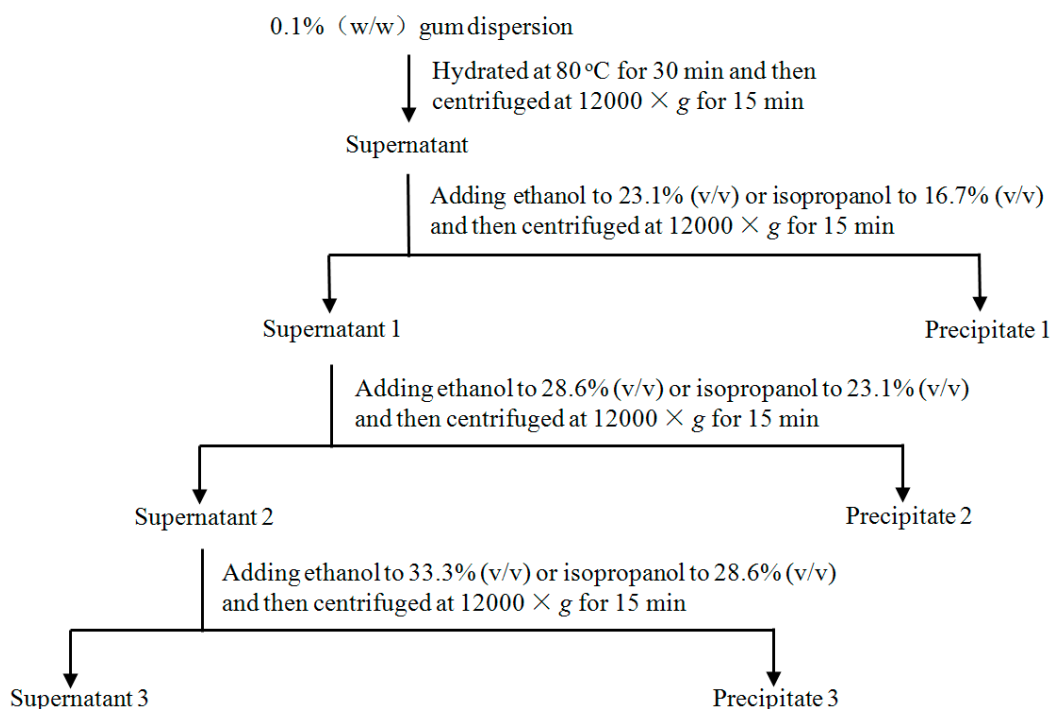 0.1%（w/w）gum dispersion
Hydrated at 80 °C for 30 min and then
centrifuged at 12000 × g for 15 min
Supernatant
Adding ethanol to 23.1% (v/v) or isopropanol to 16.7% (v/v)
and then centrifuged at 12000 × g for 15 min
Supernatant 1
Precipitate 1
Adding ethanol to 28.6% (v/v) or isopropanol to 23.1% (v/v)
and then centrifuged at 12000 × g for 15 min
Supernatant 2
Precipitate 2
Adding ethanol to 33.3% (v/v) or isopropanol to 28.6% (v/v)
and then centrifuged at 12000 × g for 15 min
Supernatant 3
Precipitate 3